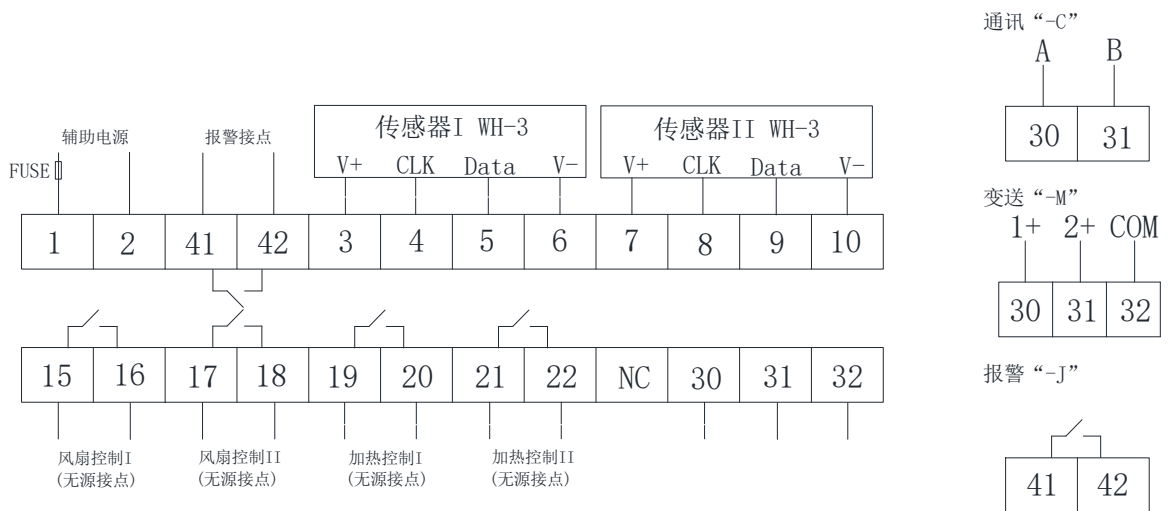 通讯“-C”
A B
30 31
传感器I WH-3 传感器II WH-3
辅助电源 报警接点
V+ CLK Data V- V+ CLK Data V-
FUSE
1 2 41 42 3 4 5 6 7 8 9 10
变送“-M”
1+ 2+ COM
30 31 32
15 16 17 18 19 20 21 22 NC 30 31 32
风扇控制I 风扇控制II 加热控制I 加热控制II
(无源接点) (无源接点) (无源接点) (无源接点)
报警“-J”
41 42